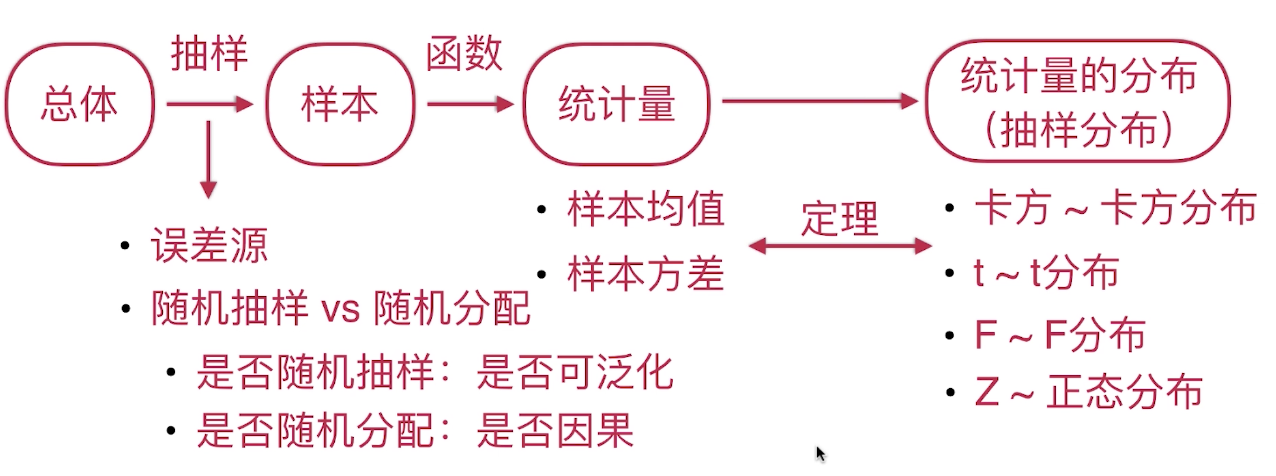 抽样
函数
总体
样本
统计量
统计量的分布
（抽样分布）
• 误差源
• 随机抽样 vs 随机分配
• 是否随机抽样：是否可泛化
• 是否随机分配：是否因果
• 样本均值
• 样本方差
定理
• 卡方 ~ 卡方分布
• t ~ t分布
• F ~ F分布
• Z ~ 正态分布